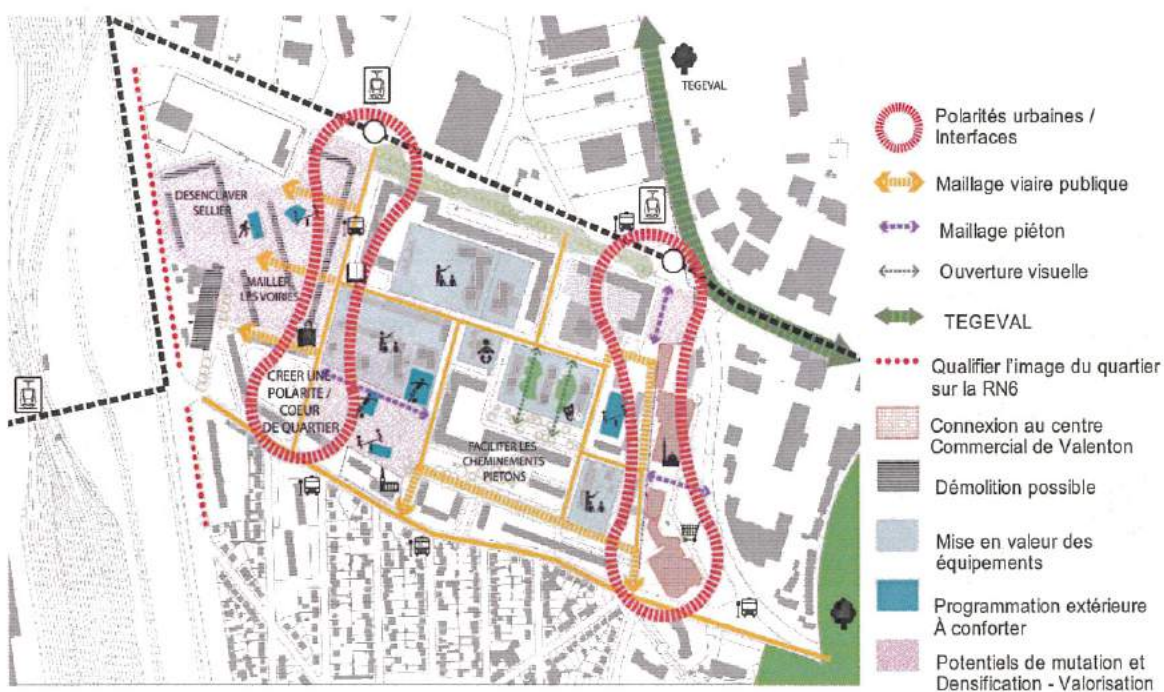 TEGEVAL
DESENCLAVER
SELLIER
MAILLER
LES VOIRIES
CREER UNE
POLARITE /
COEUR
DE QUARTIER
FACILITER LES
CHEMINEMENTS
PIETONS
Polarités urbaines /
Interfaces
Maillage viaire publique
Maillage piéton
Ouverture visuelle
TEGEVAL
Qualifier l'image du quartier
sur la RN6
Connexion au centre
Commercial de Valenton
Démolition possible
Mise en valeur des
équipements
Programmation extérieure
À conforter
Potentiels de mutation et
Densification - Valorisation